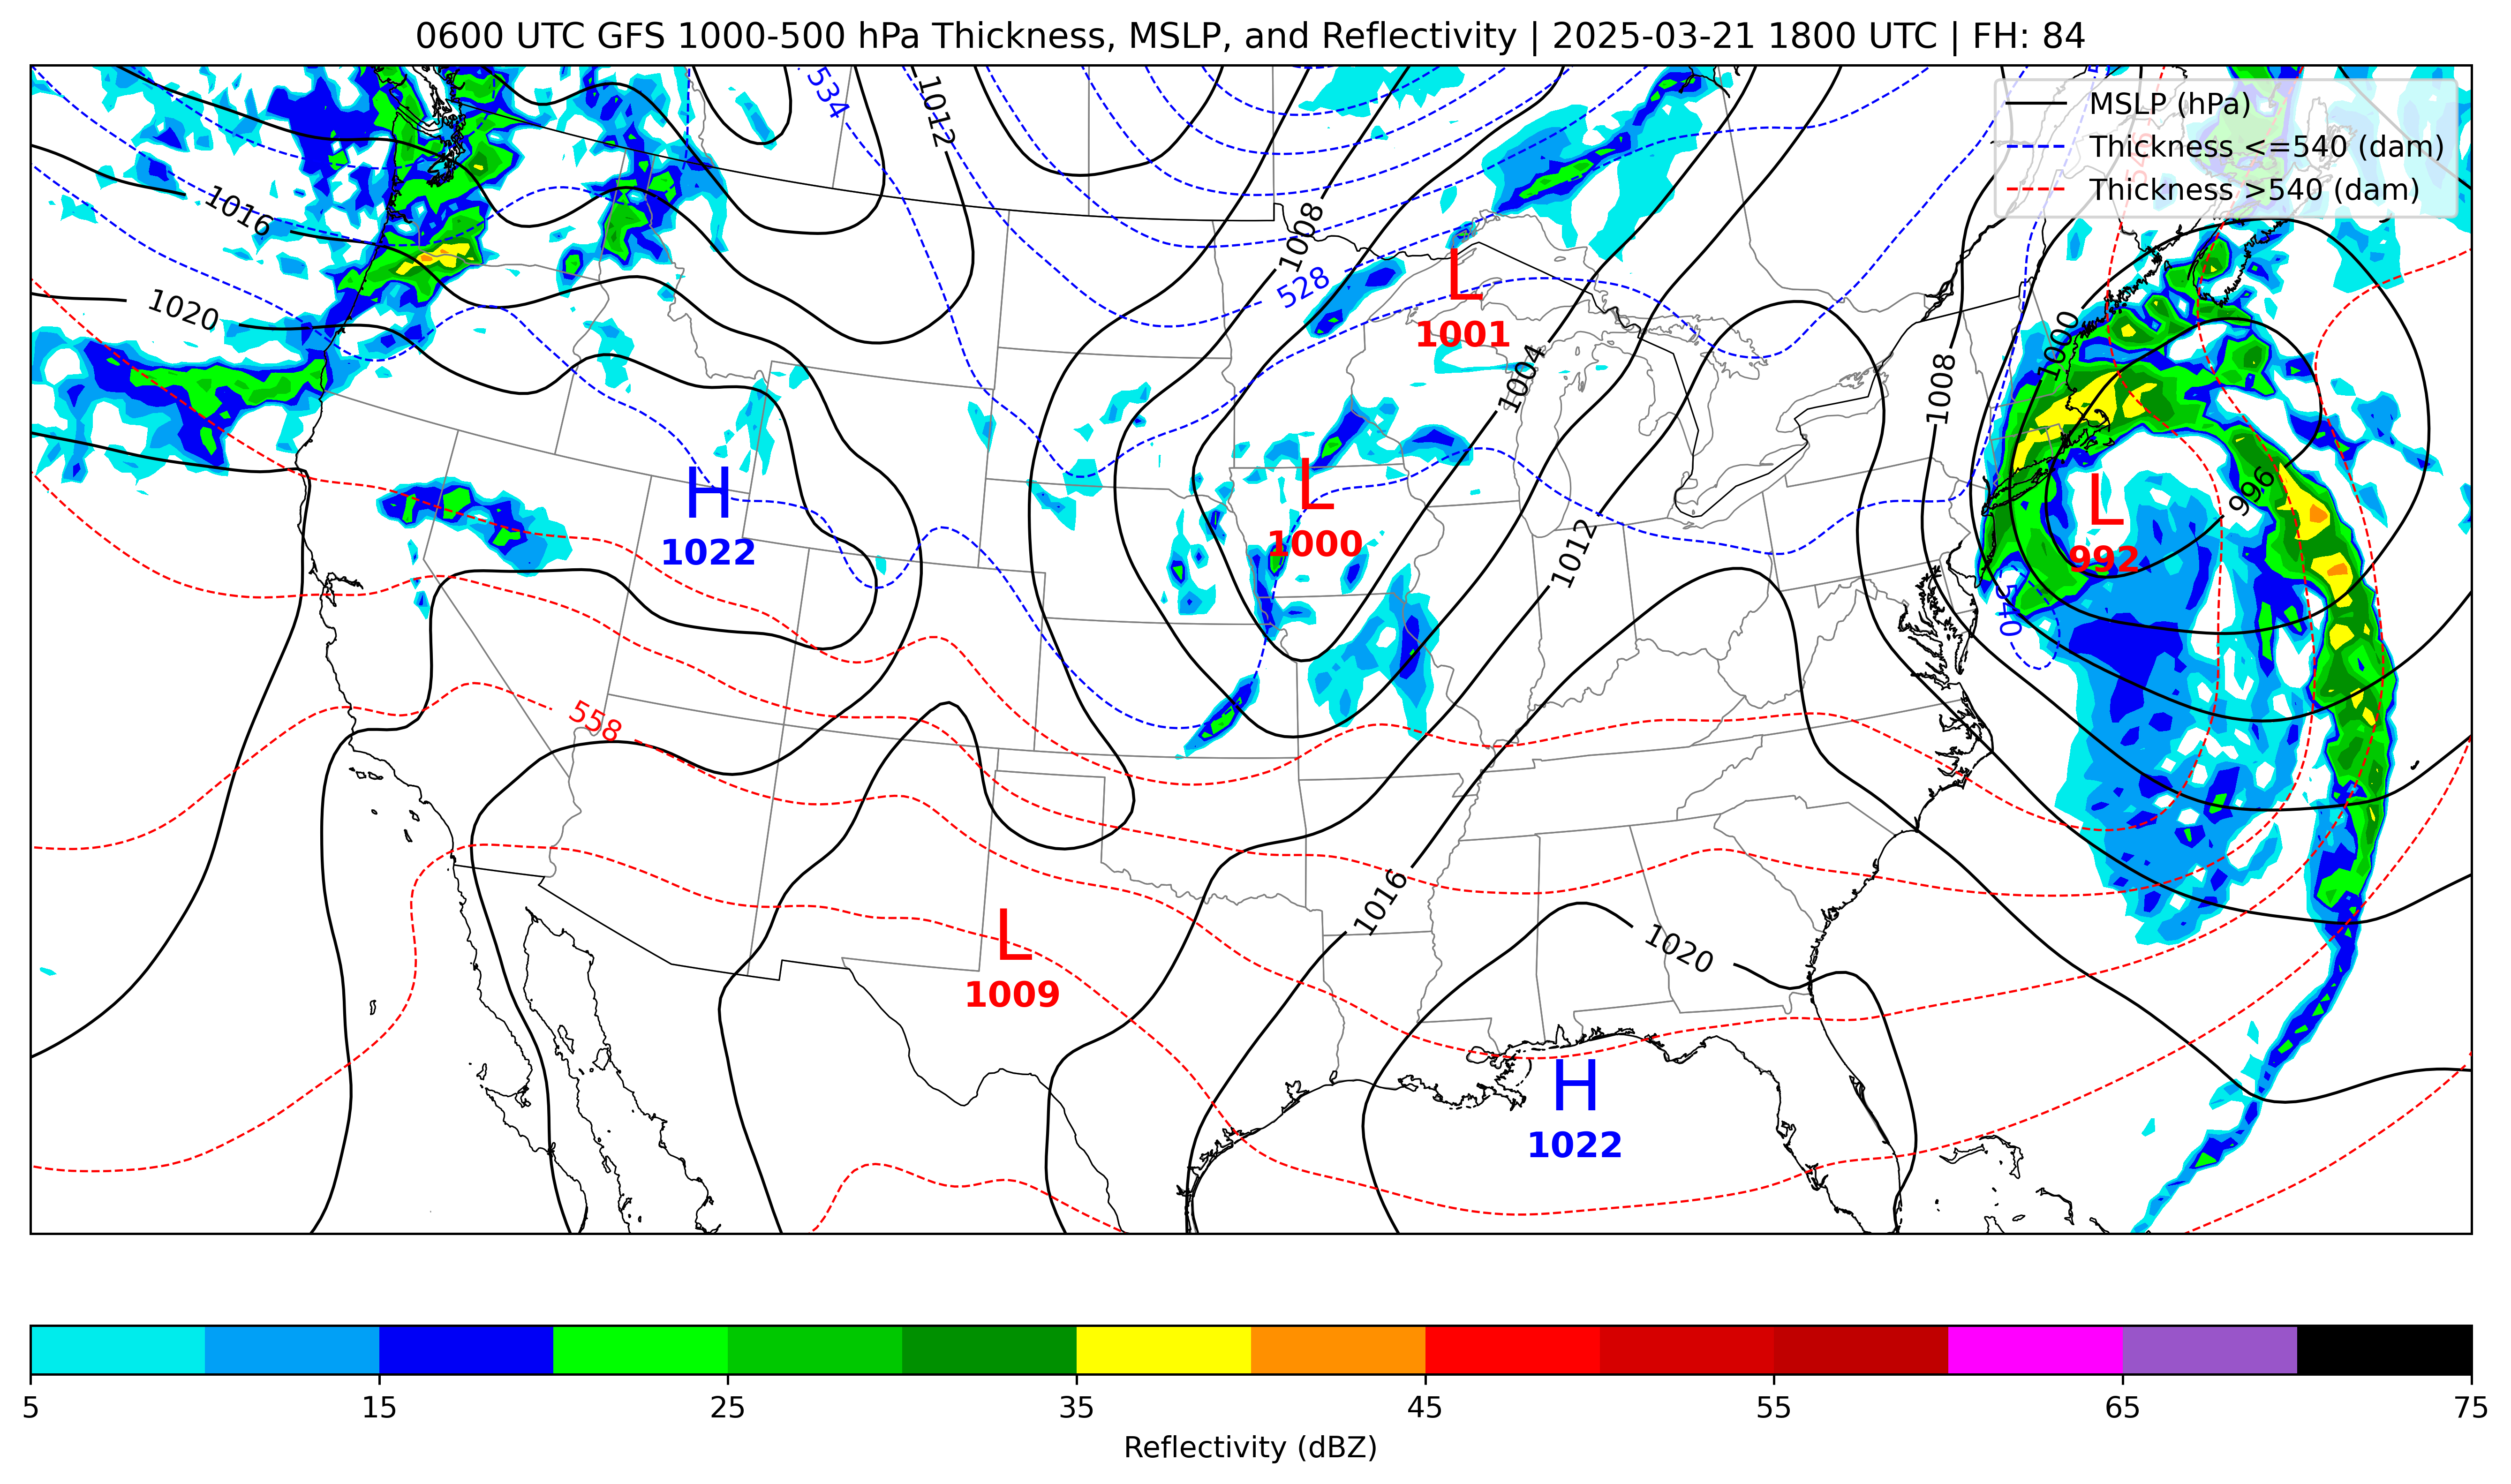 0600 UTC GFS 1000-500 hPa Thickness, MSLP, and Reflectivity | 2025-03-21 1800 UTC | FH: 84
MSLP (hPa)
Thickness <=540 (dam)
Thickness >540 (dam)
534
1012
1016
1008
528
1020
L
1001
1000
1004
1008
H
1022
L
1000
996
L
992
1012
540
558
1016
1020
L
1009
H
1022
5 15 25 35 45 55 65 75
Reflectivity (dBZ)